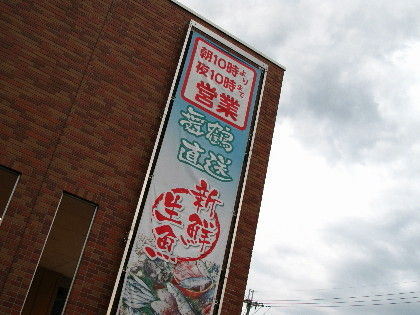 朝10時より
夜10時まで
営業
舞鶴
直送
新鮮
生魚